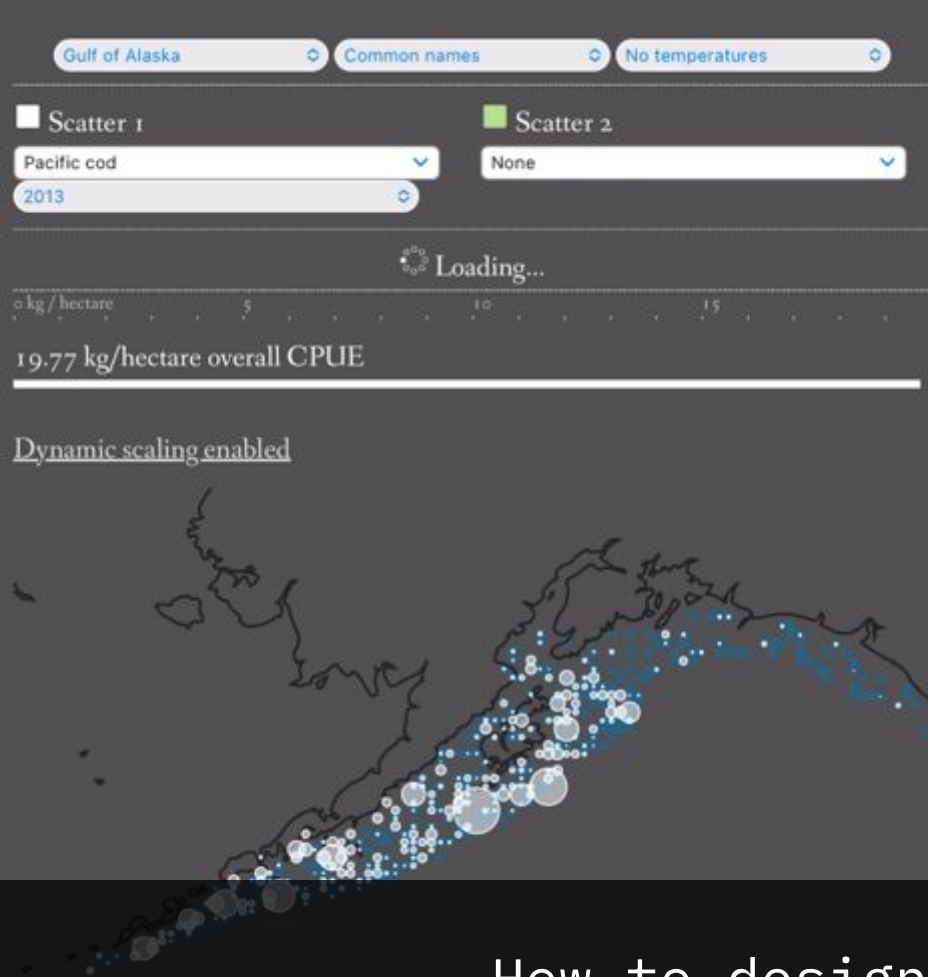 Gulf of Alaska Common names No temperatures
Scatter 1 Scatter 2
Pacific cod None
2013
Loading...
0 kg / hectare 5 10 15
19.77 kg/hectare overall CPUE
Dynamic scaling enabled
How to design